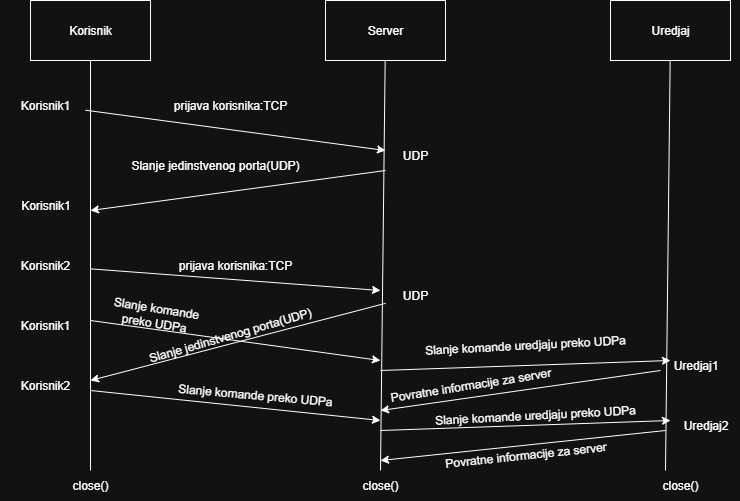 Korisnik
Server
Uredjaj
Korisnik1
prijava korisnika:TCP
UDP
Slanje jedinstvenog porta(UDP)
Korisnik1
Korisnik2
prijava korisnika:TCP
UDP
Slanje komande
preko UDPa
Slanje jedinstvenog porta(UDP)
Korisnik1
Slanje komande uredjaju preko UDPa
Uredjaj1
Korisnik2
Povratne informacije za server
Slanje komande preko UDPa
Slanje komande uredjaju preko UDPa
Uredjaj2
Povratne informacije za server
close()
close()
close()